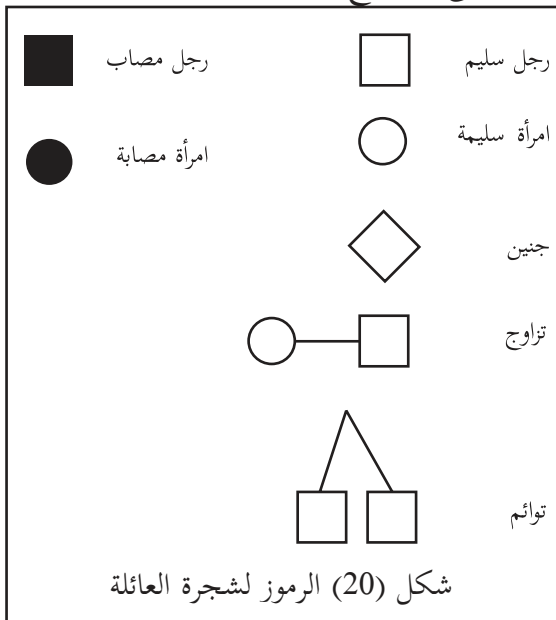 رجل سليم
رجل مصاب
امرأة سليمة
امرأة مصابة
جنين
تزاوج
توائم
شكل (20) الرموز لشجرة العائلة